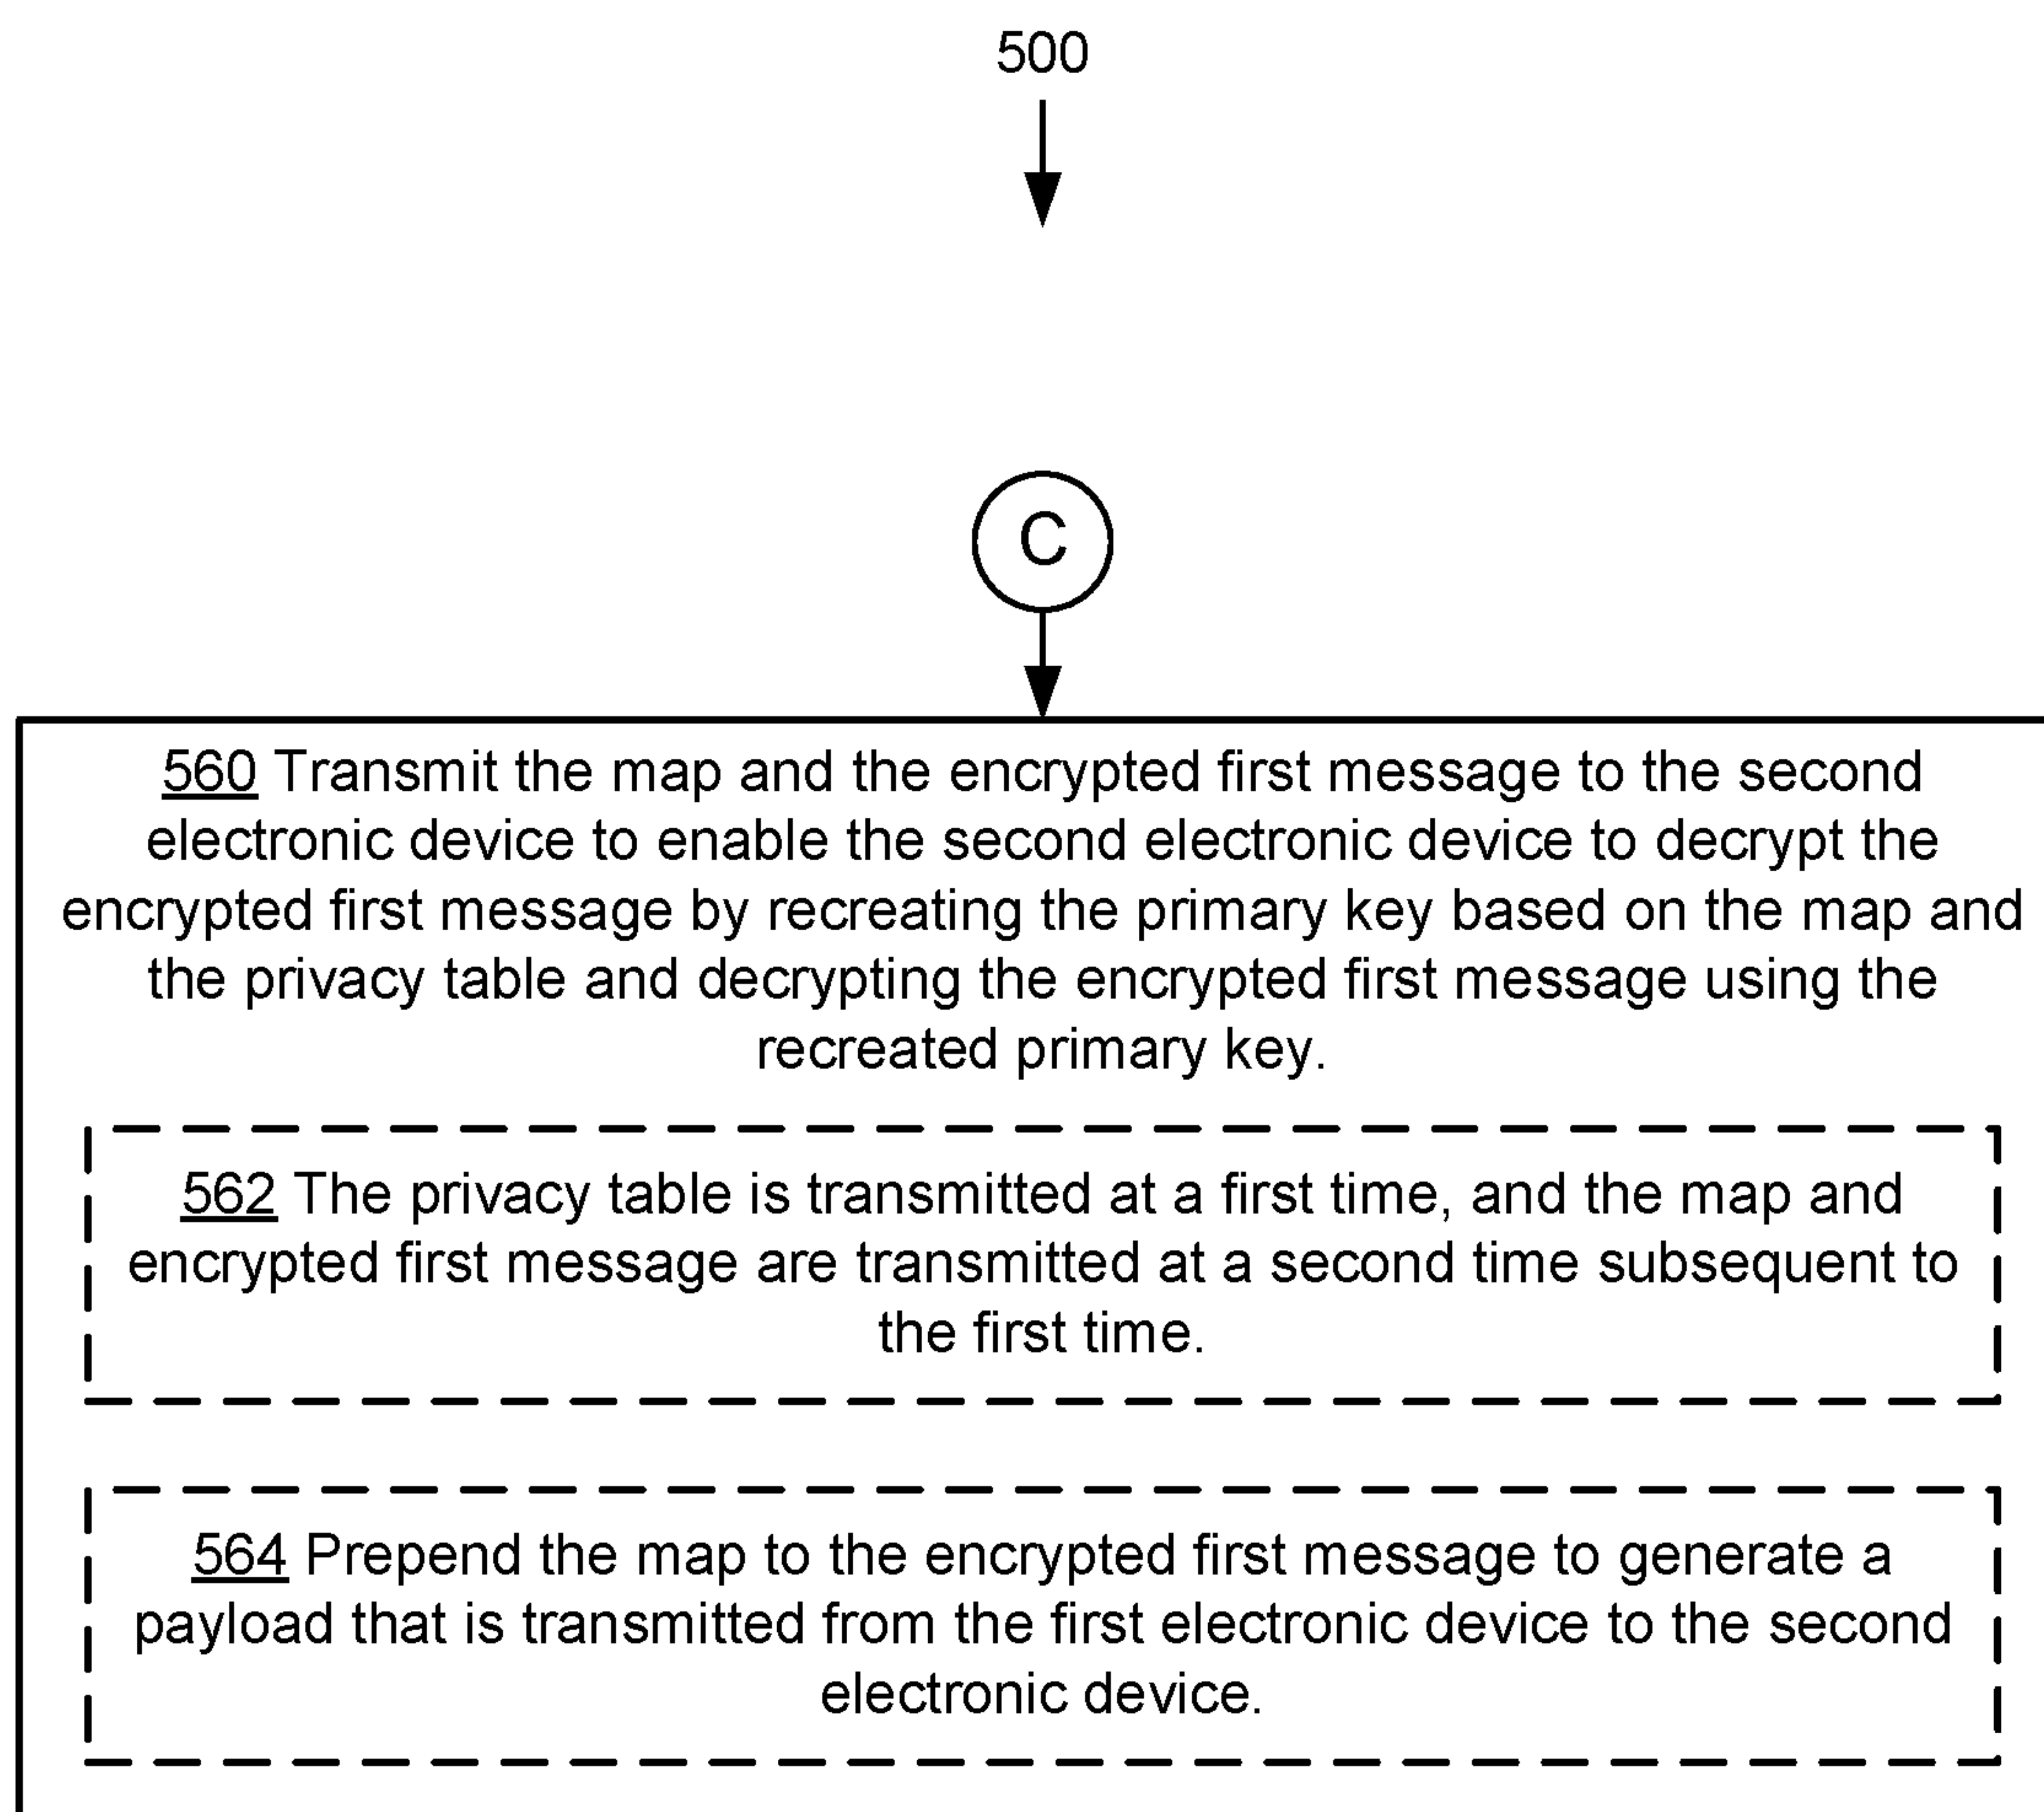 500
C
560 Transmit the map and the encrypted first message to the second
electronic device to enable the second electronic device to decrypt the
encrypted first message by recreating the primary key based on the map and
the privacy table and decrypting the encrypted first message using the
recreated primary key.
562 The privacy table is transmitted at a first time, and the map and
encrypted first message are transmitted at a second time subsequent to
the first time.
564 Prepend the map to the encrypted first message to generate a
payload that is transmitted from the first electronic device to the second
electronic device.